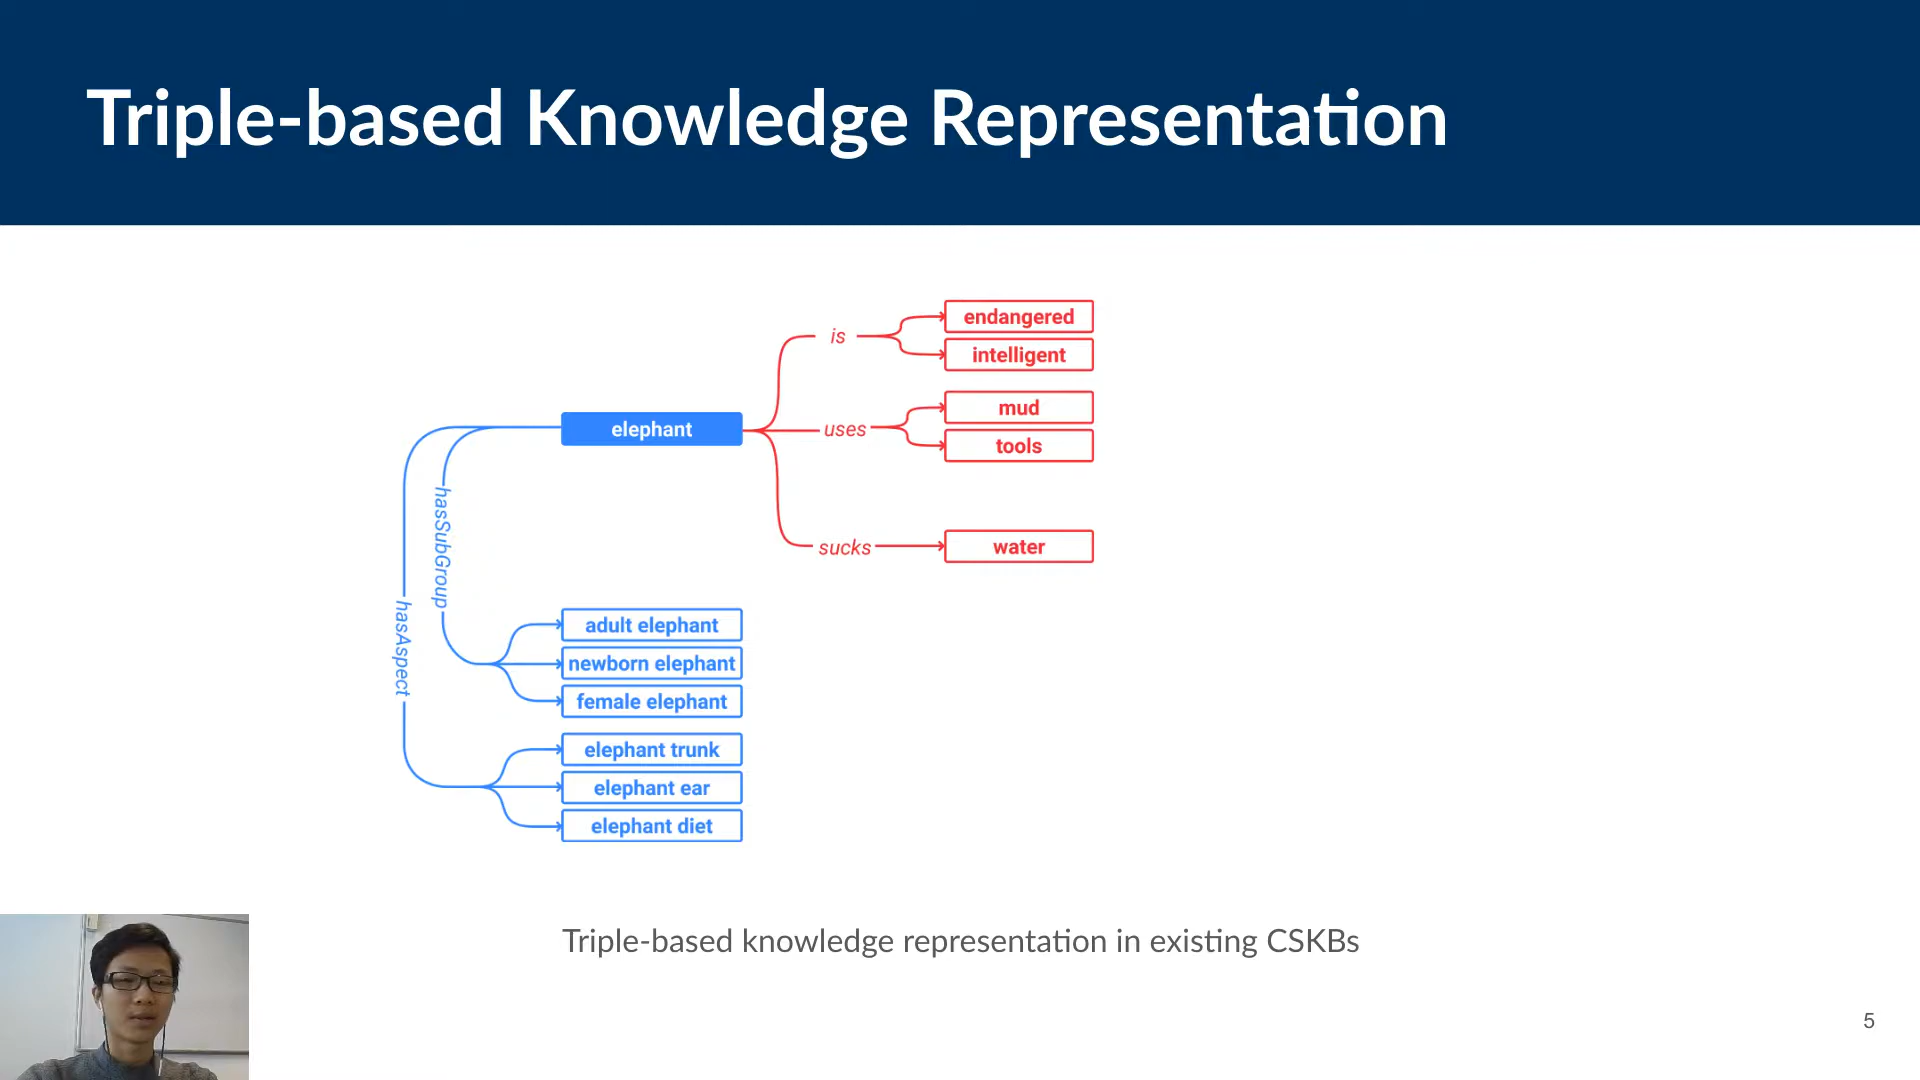 Triple-based Knowledge Representation
is
endangered
intelligent
elephant
uses
mud
tools
sucks
water
hasSubGroup
hasAspect
adult elephant
newborn elephant
female elephant
elephant trunk
elephant ear
elephant diet
Triple-based knowledge representation in existing CSKBs
5